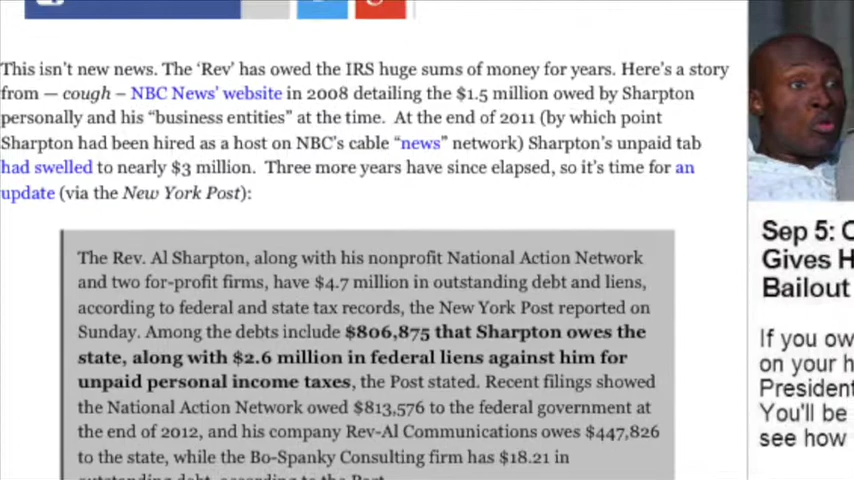 This isn't new news. The ‘Rev’ has owed the IRS huge sums of money for years. Here's a story
from — cough – NBC News' website in 2008 detailing the $1.5 million owed by Sharpton
personally and his “business entities” at the time.  At the end of 2011 (by which point
Sharpton had been hired as a host on NBC's cable “news” network) Sharpton's unpaid tab
had swelled to nearly $3 million.  Three more years have since elapsed, so it's time for an
update (via the New York Post):
The Rev. Al Sharpton, along with his nonprofit National Action Network
and two for-profit firms, have $4.7 million in outstanding debt and liens,
according to federal and state tax records, the New York Post reported on
Sunday. Among the debts include $806,875 that Sharpton owes the
state, along with $2.6 million in federal liens against him for
unpaid personal income taxes, the Post stated. Recent filings showed
the National Action Network owed $813,576 to the federal government at
the end of 2012, and his company Rev-Al Communications owes $447,826
to the state, while the Bo-Spanky Consulting firm has $18.21 in
Sep 5:
Gives H
Bailout
If you ow
on your h
President
You'll be
see how